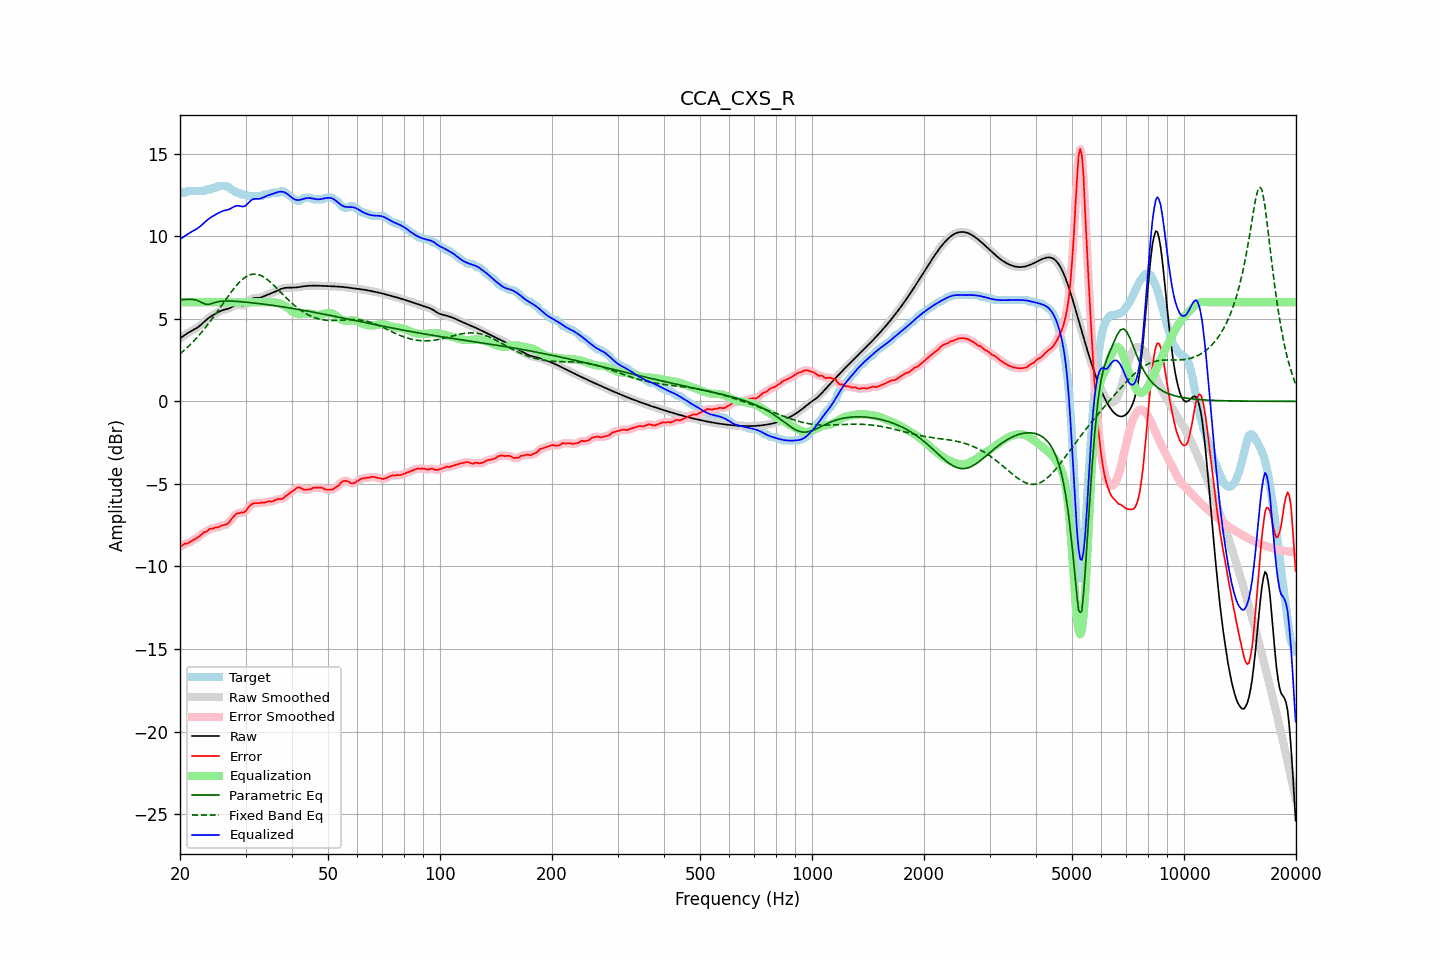 CCA_CXS_R
Amplitude (dBr)
15
10
5
0
−5
−10
−15
−20
−25
Target
Raw Smoothed
Error Smoothed
Raw
Error
Equalization
Parametric Eq
Fixed Band Eq
Equalized
20 50 100 200 500 1000 2000 5000 10000 20000
Frequency (Hz)